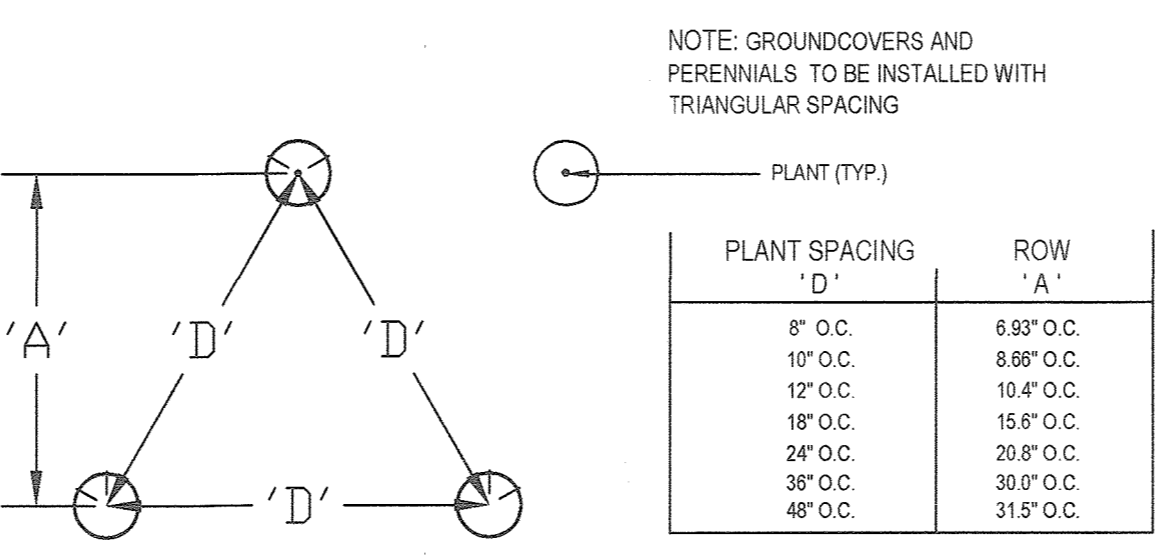 NOTE: GROUNDCOVERS AND
PERENNIALS TO BE INSTALLED WITH
TRIANGULAR SPACING
PLANT (TYP.)
'A'
'D'
'D'
'D'
PLANT SPACING ROW
'D' 'A'
8" O.C. 6.93" O.C.
10" O.C. 8.66" O.C.
12" O.C. 10.4" O.C.
18" O.C. 15.6" O.C.
24" O.C. 20.8" O.C.
36" O.C. 30.0" O.C.
48" O.C. 31.5" O.C.